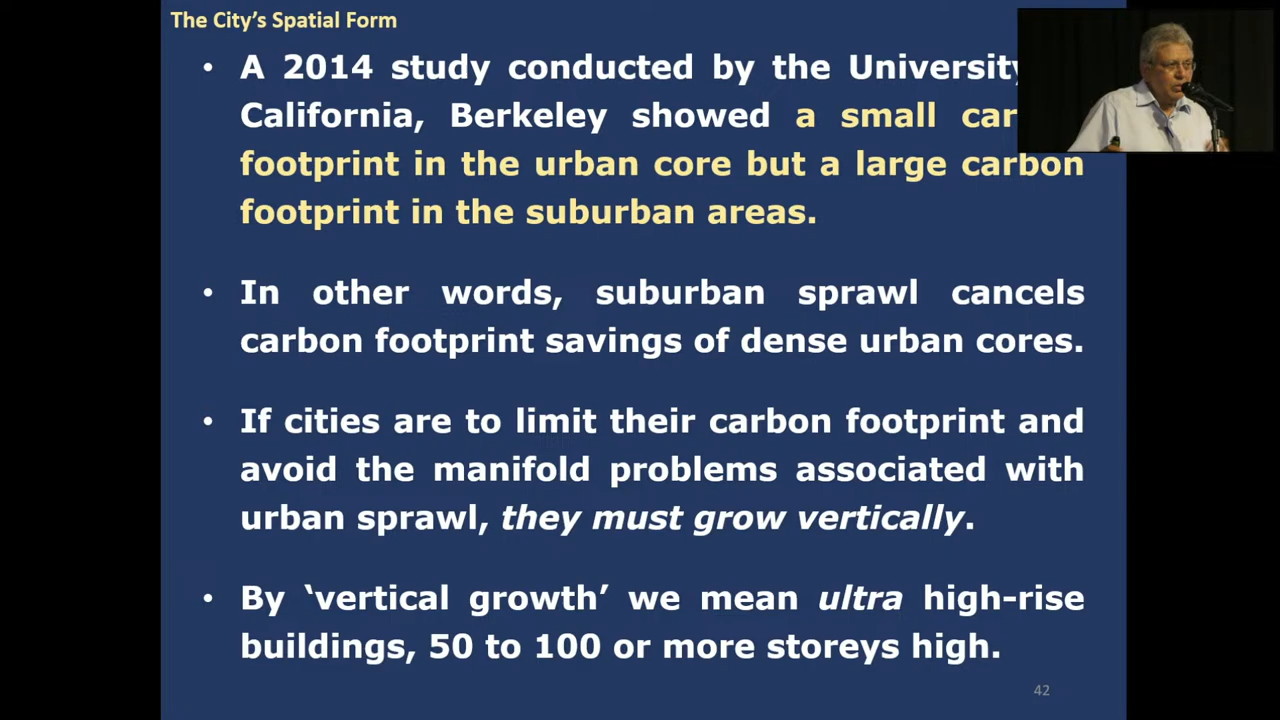 The City’s Spatial Form
• A 2014 study conducted by the University
California, Berkeley showed a small
footprint in the urban core but a large carbon
footprint in the suburban areas.
• In other words, suburban sprawl cancels
carbon footprint savings of dense urban cores.
• If cities are to limit their carbon footprint and
avoid the manifold problems associated with
urban sprawl, they must grow vertically.
• By ‘vertical growth’ we mean ultra high-rise
buildings, 50 to 100 or more storeys high.
42